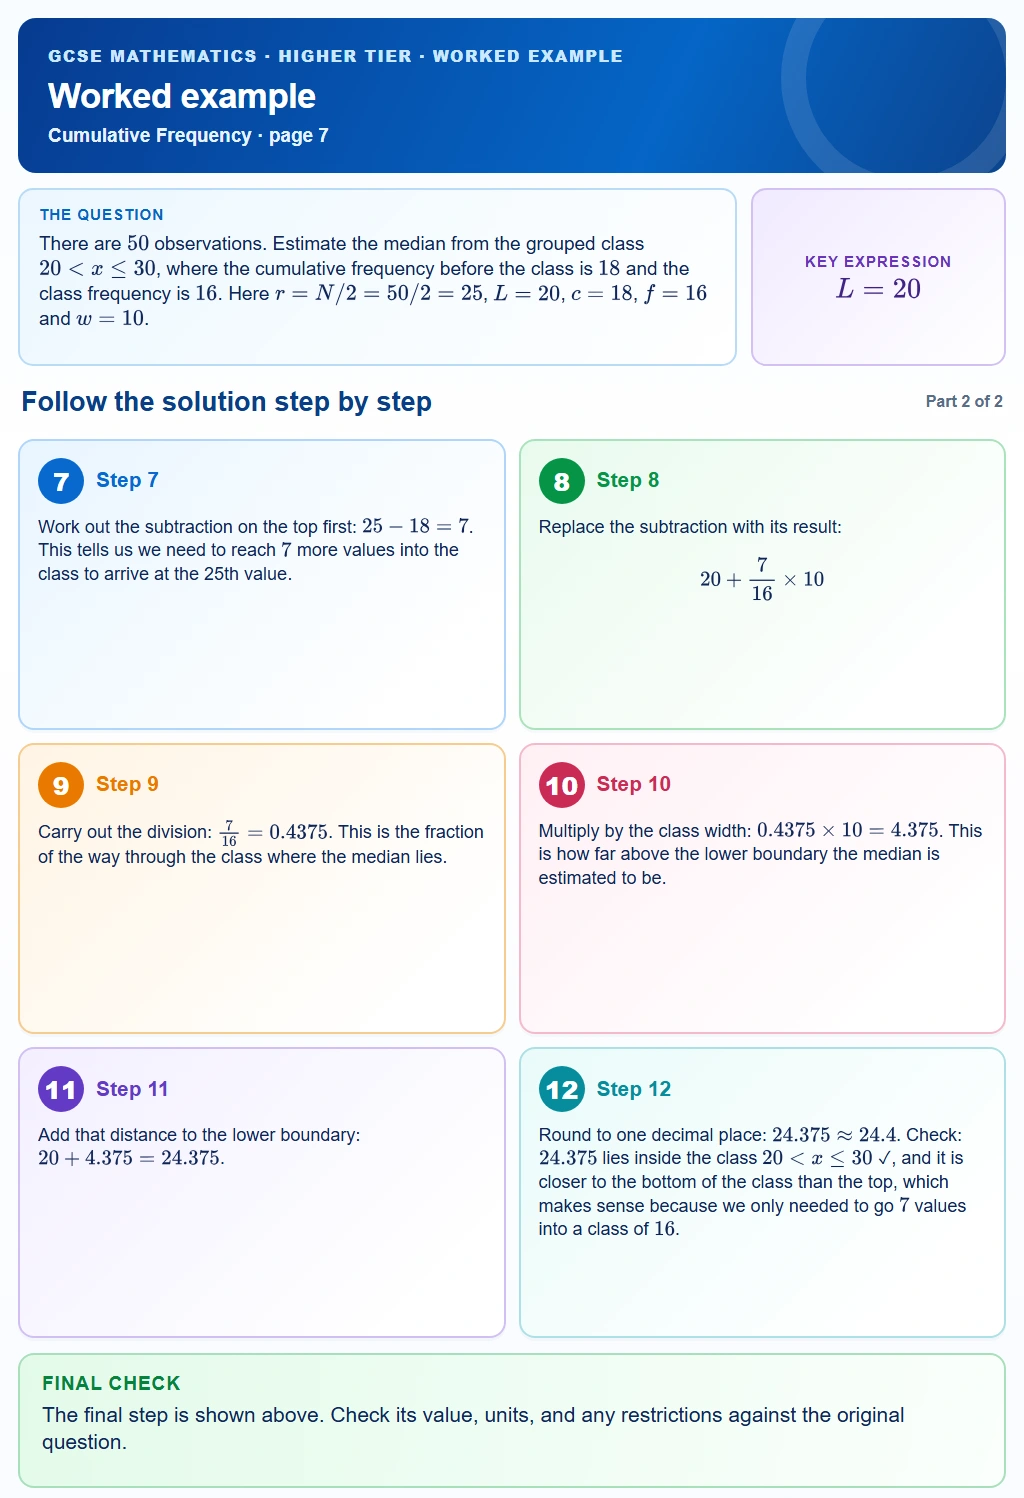 GCSE MATHEMATICS · HIGHER TIER · WORKED EXAMPLE
Worked example
Cumulative Frequency · page 7
THE QUESTION
There are 50 observations. Estimate the median from the grouped class
20 < x ≤ 30, where the cumulative frequency before the class is 18 and the
class frequency is 16. Here r = N/2 = 50/2 = 25, L = 20, c = 18, f = 16
and w = 10.
KEY EXPRESSION
L = 20
Follow the solution step by step
Part 2 of 2
7 Step 7
Work out the subtraction on the top first: 25 − 18 = 7.
This tells us we need to reach 7 more values into the
class to arrive at the 25th value.
8 Step 8
Replace the subtraction with its result:
20 + 7/16 × 10
9 Step 9
Carry out the division: 7/16 = 0.4375. This is the fraction
of the way through the class where the median lies.
10 Step 10
Multiply by the class width: 0.4375 × 10 = 4.375. This
is how far above the lower boundary the median is
estimated to be.
11 Step 11
Add that distance to the lower boundary:
20 + 4.375 = 24.375.
12 Step 12
Round to one decimal place: 24.375 ≈ 24.4. Check:
24.375 lies inside the class 20 < x ≤ 30 ✓, and it is
closer to the bottom of the class than the top, which
makes sense because we only needed to go 7 values
into a class of 16.
FINAL CHECK
The final step is shown above. Check its value, units, and any restrictions against the original
question.